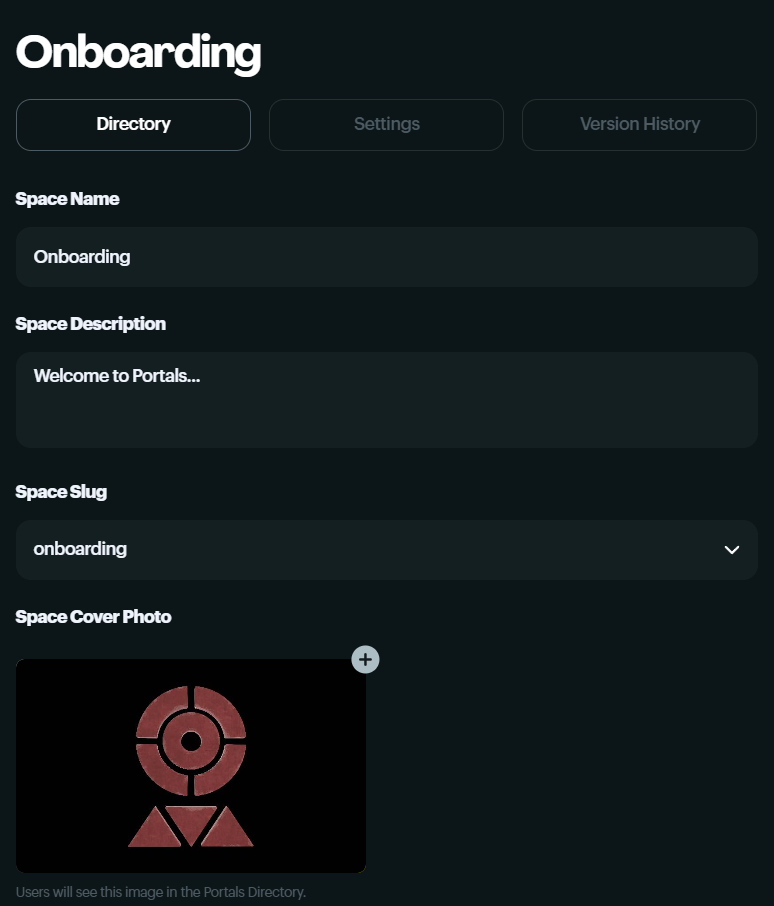 Onboarding
Directory Settings Version History
Space Name
Onboarding
Space Description
Welcome to Portals...
Space Slug
onboarding
Space Cover Photo
Users will see this image in the Portals Directory.